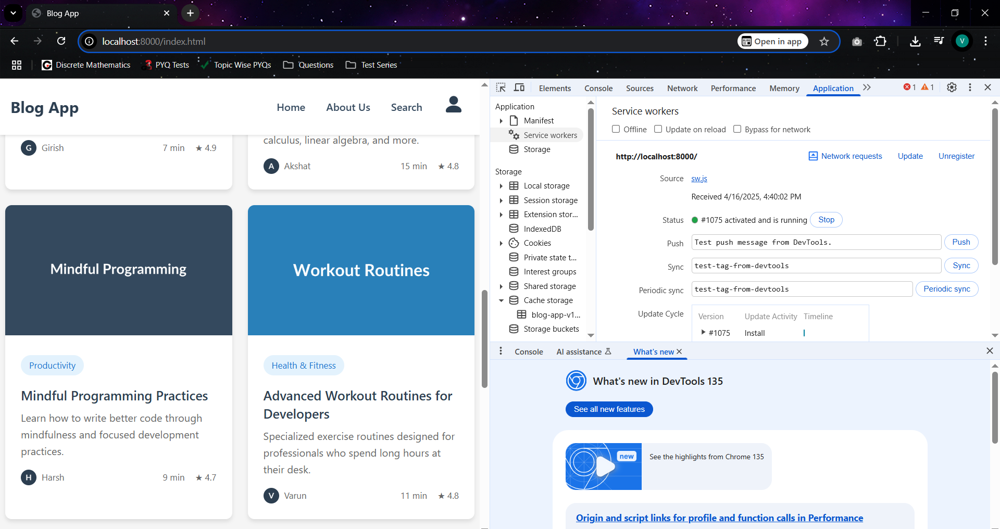 Blog App
localhost:8000/index.html
Open in app
V
Discrete Mathematics
PYQ Tests
Topic Wise PYQs
Questions
Test Series
Blog App
Home
About Us
Search
G
Girish
7 min
★ 4.9
calculus, linear algebra, and more.
A
Akshat
15 min
★ 4.8
Mindful Programming
Productivity
Mindful Programming Practices
Learn how to write better code through
mindfulness and focused development
practices.
H
Harsh
9 min
★ 4.7
Workout Routines
Health & Fitness
Advanced Workout Routines for
Developers
Specialized exercise routines designed for
professionals who spend long hours at
their desk.
V
Varun
11 min
★ 4.8
Elements
Console
Sources
Network
Performance
Memory
Application
1
1
Application
Manifest
Service workers
Storage
Storage
Local storage
Session storage
Extension stor...
IndexedDB
Cookies
Private state t...
Interest groups
Shared storage
Cache storage
blog-app-v1...
Storage buckets
Service workers
Offline
Update on reload
Bypass for network
http://localhost:8000/
Network requests
Update
Unregister
Source
sw.js
Received 4/16/2025, 4:40:02 PM
Status
#1075 activated and is running
Stop
Push
Test push message from DevTools.
Push
Sync
test-tag-from-devtools
Sync
Periodic sync
test-tag-from-devtools
Periodic sync
Update Cycle
Version
Update Activity
Timeline
#1075
Install
Console
AI assistance
What's new
What's new in DevTools 135
See all new features
new
See the highlights from Chrome 135
Origin and script links for profile and function calls in Performance